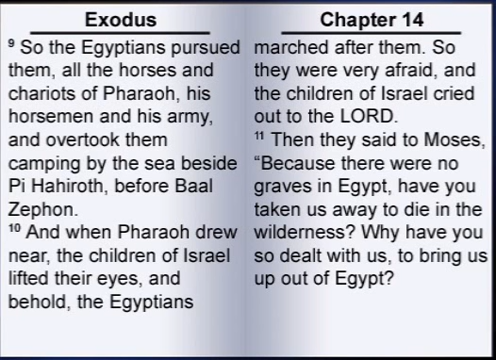 Exodus
⁹ So the Egyptians pursued
them, all the horses and
chariots of Pharaoh, his
horsemen and his army,
and overtook them
camping by the sea beside
Pi Hahiroth, before Baal
Zephon.
¹⁰ And when Pharaoh drew
near, the children of Israel
lifted their eyes, and
behold, the Egyptians
Chapter 14
marched after them. So
they were very afraid, and
the children of Israel cried
out to the LORD.
¹¹ Then they said to Moses,
“Because there were no
graves in Egypt, have you
taken us away to die in the
wilderness? Why have you
so dealt with us, to bring us
up out of Egypt?